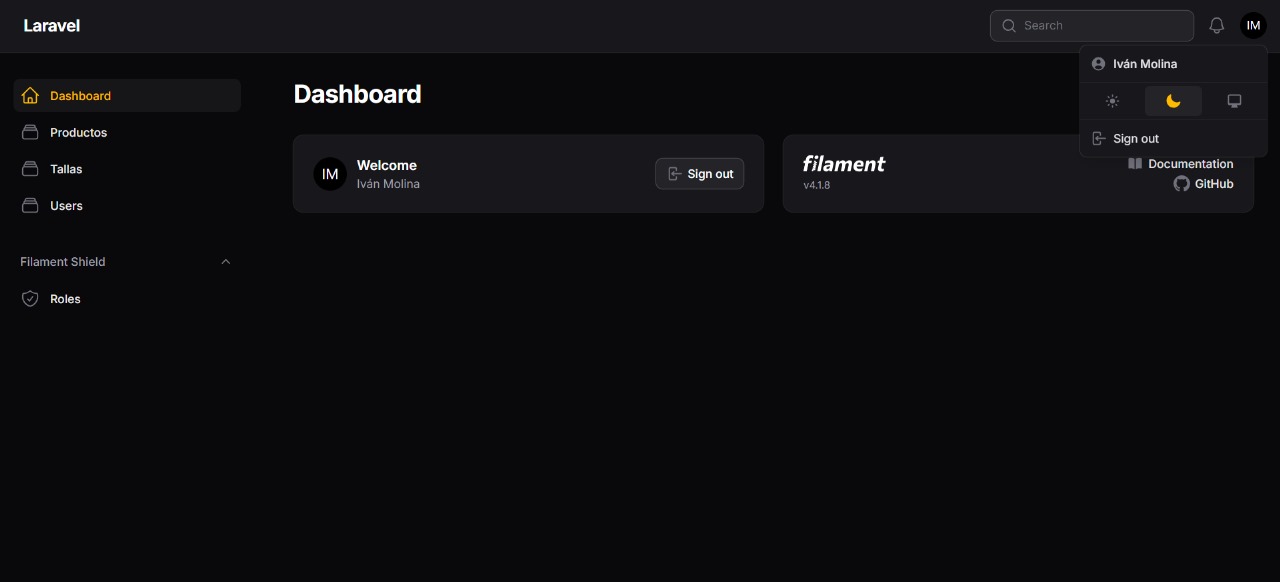 Laravel
Search
IM
Iván Molina
Sign out
Dashboard
Productos
Tallas
Users
Filament Shield
Roles
Dashboard
IM
Welcome
Iván Molina
Sign out
filament
v4.1.8
Documentation
GitHub